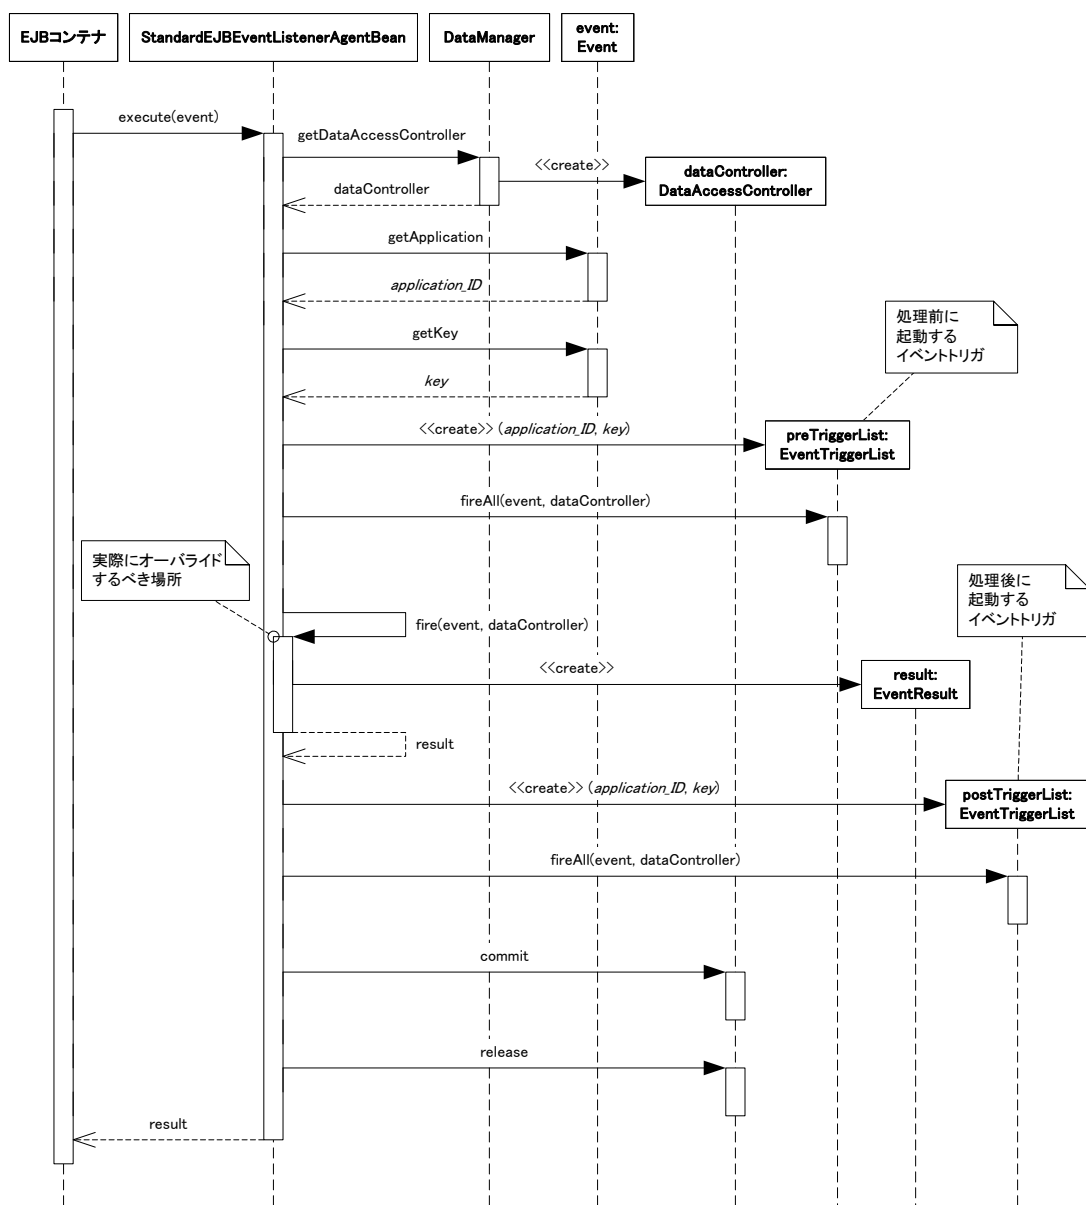 EJBコンテナ
StandardEJBEventListenerAgentBean
DataManager
event:
Event
execute(event)
getDataAccessController
<<create>>
dataController:
DataAccessController
dataController
getApplication
application_ID
処理前に
起動する
イベントトリガ
getKey
key
<<create>> (application_ID, key)
preTriggerList:
EventTriggerList
fireAll(event, dataController)
実際にオーバライド
するべき場所
処理後に
起動する
イベントトリガ
fire(event, dataController)
<<create>>
result:
EventResult
result
<<create>> (application_ID, key)
postTriggerList:
EventTriggerList
fireAll(event, dataController)
commit
release
result